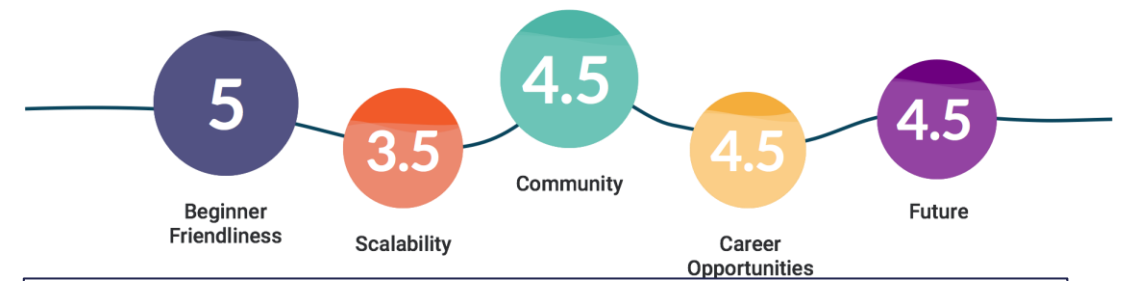 5
Beginner
Friendliness
3.5
Scalability
4.5
Community
4.5
Career
Opportunities
4.5
Future